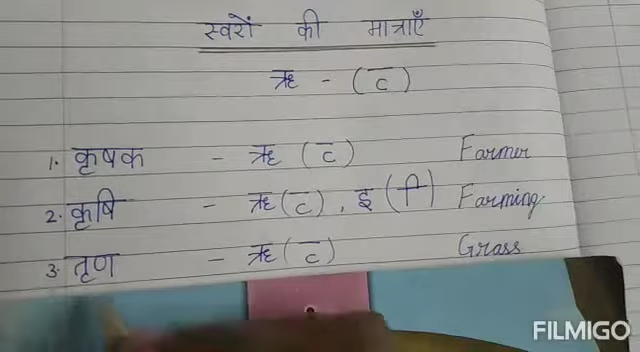 स्वरों की मात्राएँ
ऋ - (ृ)
1. कृषक - ऋ (ृ) Farmer
2. कृषि - ऋ (ृ), इ (ि) Farming
3. तृण - ऋ (ृ) Grass
FILMIGO